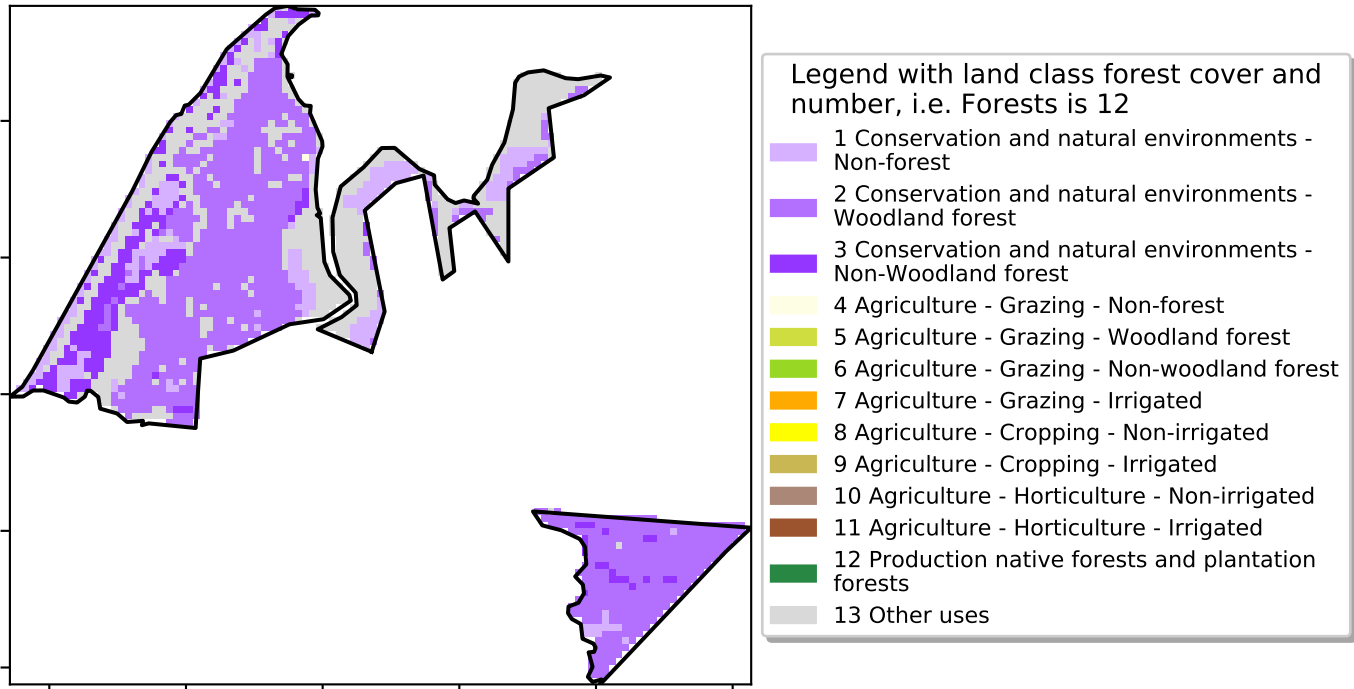 Legend with land class forest cover and
number, i.e. Forests is 12
1 Conservation and natural environments -
Non-forest
2 Conservation and natural environments -
Woodland forest
3 Conservation and natural environments -
Non-Woodland forest
4 Agriculture - Grazing - Non-forest
5 Agriculture - Grazing - Woodland forest
6 Agriculture - Grazing - Non-woodland forest
7 Agriculture - Grazing - Irrigated
8 Agriculture - Cropping - Non-irrigated
9 Agriculture - Cropping - Irrigated
10 Agriculture - Horticulture - Non-irrigated
11 Agriculture - Horticulture - Irrigated
12 Production native forests and plantation
forests
13 Other uses